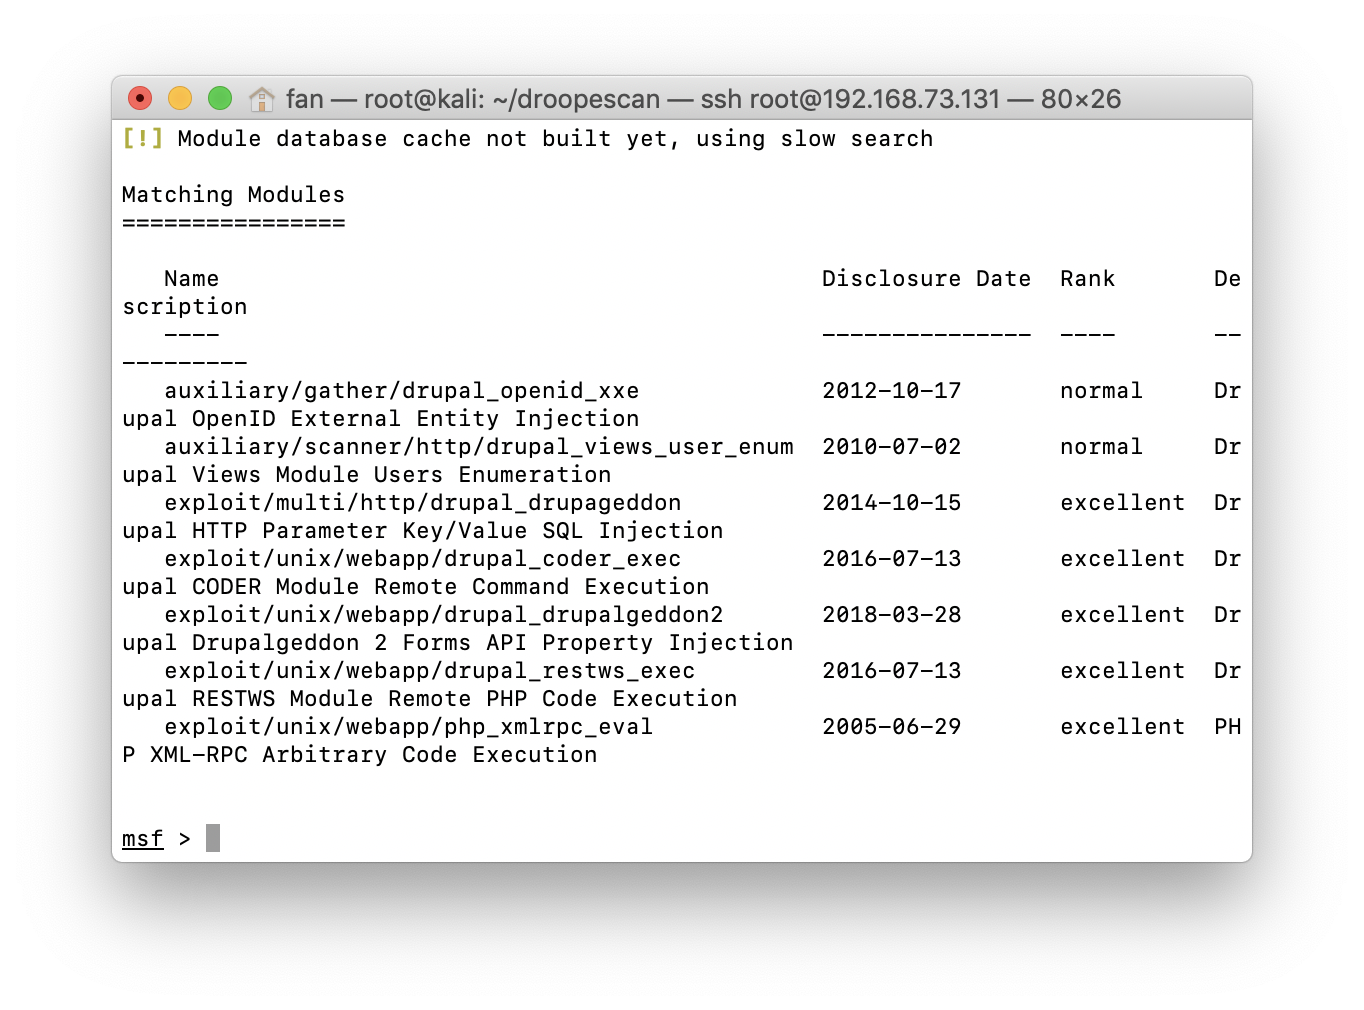 fan — root@kali: ~/droopescan — ssh root@192.168.73.131 — 80×26
[!] Module database cache not built yet, using slow search
Matching Modules
================
   Name                                           Disclosure Date  Rank       De
scription
   ----                                           ---------------  ----       --
---------
   auxiliary/gather/drupal_openid_xxe             2012-10-17       normal     Dr
upal OpenID External Entity Injection
   auxiliary/scanner/http/drupal_views_user_enum  2010-07-02       normal     Dr
upal Views Module Users Enumeration
   exploit/multi/http/drupal_drupageddon          2014-10-15       excellent  Dr
upal HTTP Parameter Key/Value SQL Injection
   exploit/unix/webapp/drupal_coder_exec          2016-07-13       excellent  Dr
upal CODER Module Remote Command Execution
   exploit/unix/webapp/drupal_drupalgeddon2       2018-03-28       excellent  Dr
upal Drupalgeddon 2 Forms API Property Injection
   exploit/unix/webapp/drupal_restws_exec         2016-07-13       excellent  Dr
upal RESTWS Module Remote PHP Code Execution
   exploit/unix/webapp/php_xmlrpc_eval            2005-06-29       excellent  PH
P XML-RPC Arbitrary Code Execution
msf >